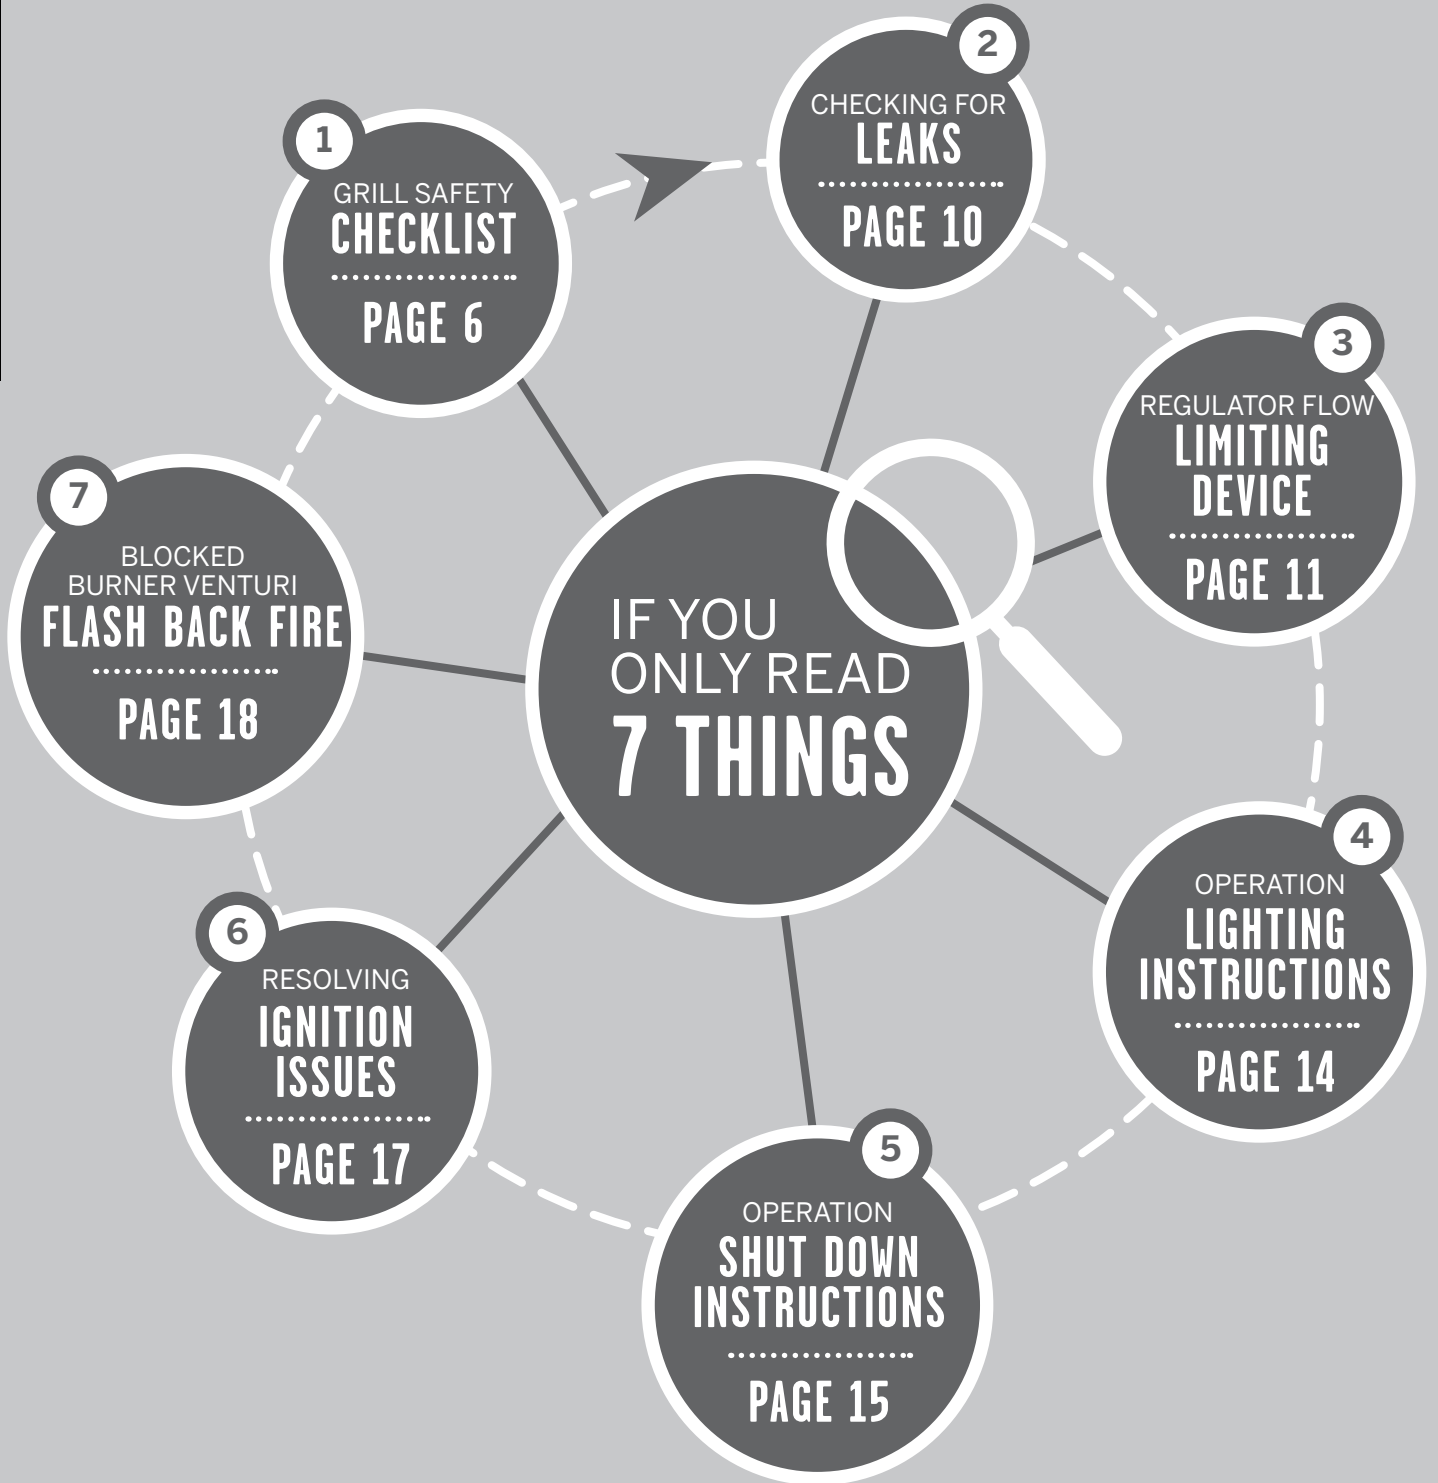 1
GRILL SAFETY
CHECKLIST
PAGE 6
2
CHECKING FOR
LEAKS
PAGE 10
3
REGULATOR FLOW
LIMITING
DEVICE
PAGE 11
4
OPERATION
LIGHTING
INSTRUCTIONS
PAGE 14
5
OPERATION
SHUT DOWN
INSTRUCTIONS
PAGE 15
6
RESOLVING
IGNITION
ISSUES
PAGE 17
7
BLOCKED
BURNER VENTURI
FLASH BACK FIRE
PAGE 18
IF YOU
ONLY READ
7 THINGS